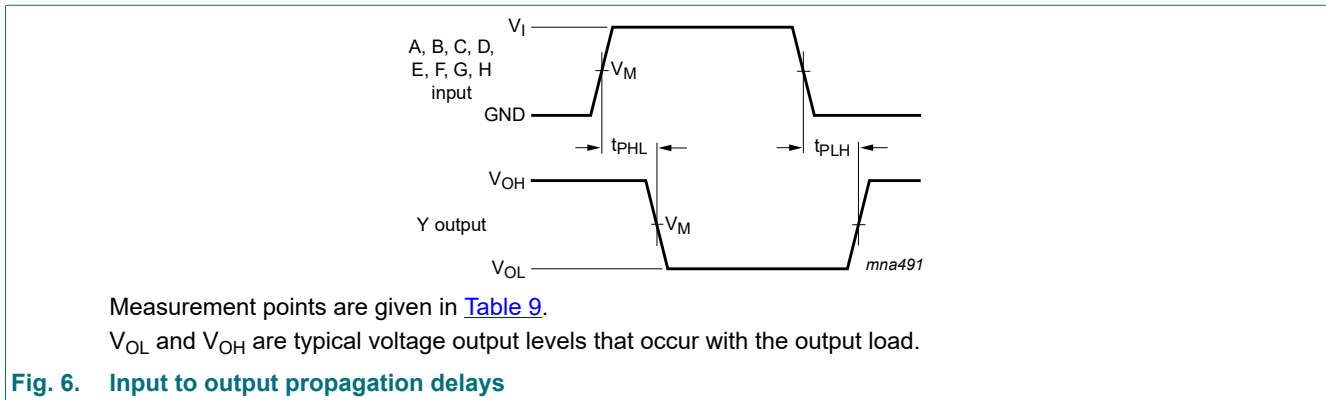 V_I
A, B, C, D,
E, F, G, H
input
V_M
GND
t_PHL
t_PLH
V_OH
Y output
V_M
V_OL
mna491
Measurement points are given in Table 9.
V_OL and V_OH are typical voltage output levels that occur with the output load.
Fig. 6. Input to output propagation delays